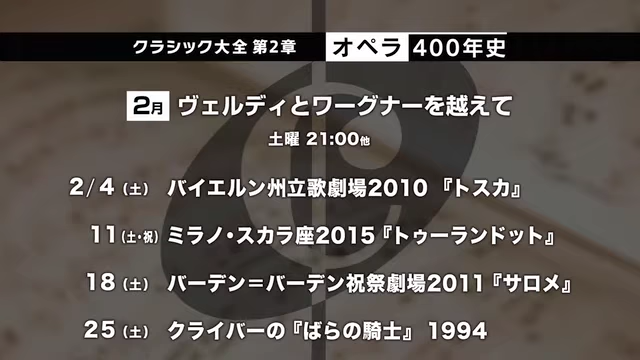 クラシック大全 第2章 オペラ 400年史
2月 ヴェルディとワーグナーを越えて
土曜 21:00他
2/4（土） バイエルン州立歌劇場2010『トスカ』
11（土・祝） ミラノ・スカラ座2015『トゥーランドット』
18（土） バーデン＝バーデン祝祭劇場2011『サロメ』
25（土） クライバーの『ばらの騎士』 1994